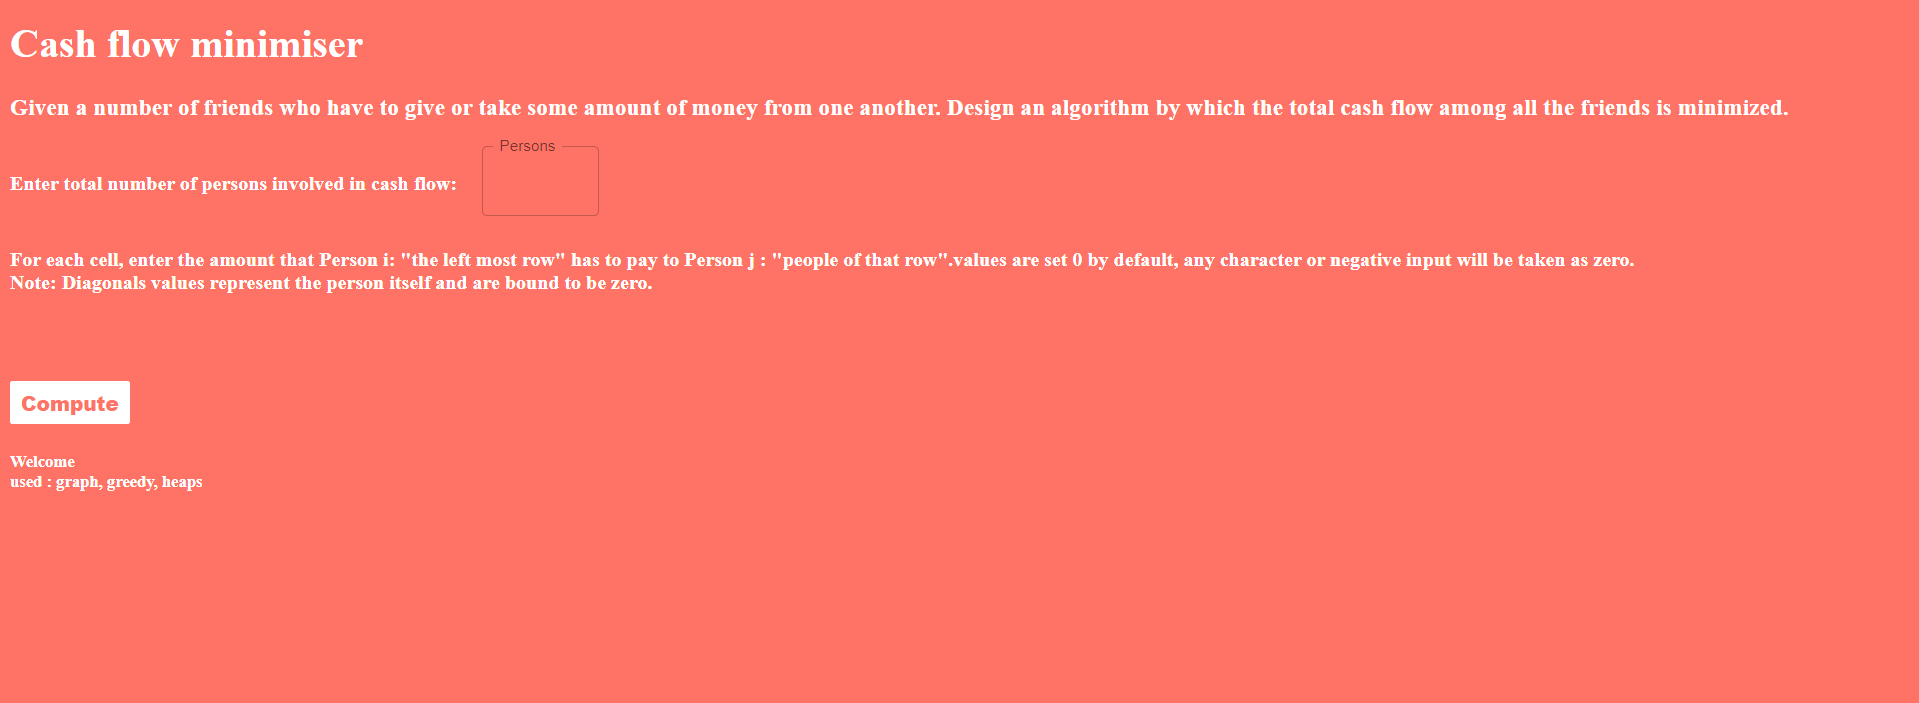 Cash flow minimiser
Given a number of friends who have to give or take some amount of money from one another. Design an algorithm by which the total cash flow among all the friends is minimized.
Persons
Enter total number of persons involved in cash flow:
For each cell, enter the amount that Person i: "the left most row" has to pay to Person j : "people of that row".values are set 0 by default, any character or negative input will be taken as zero.
Note: Diagonals values represent the person itself and are bound to be zero.
Compute
Welcome
used : graph, greedy, heaps